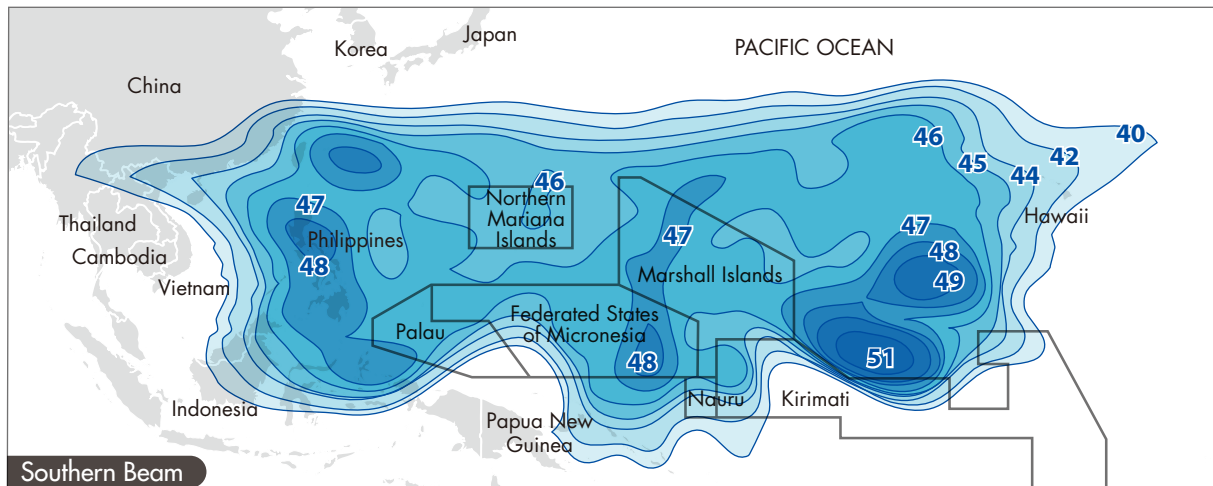 Japan
Korea
PACIFIC OCEAN
China
40
46
42
45
44
46
47
Northern
Mariana
Islands
Hawaii
Thailand
47
47
Philippines
48
Cambodia
48
Marshall Islands
49
Vietnam
Federated States
of Micronesia
Palau
48
51
Indonesia
Nauru
Kirimati
Papua New
Guinea
Southern Beam